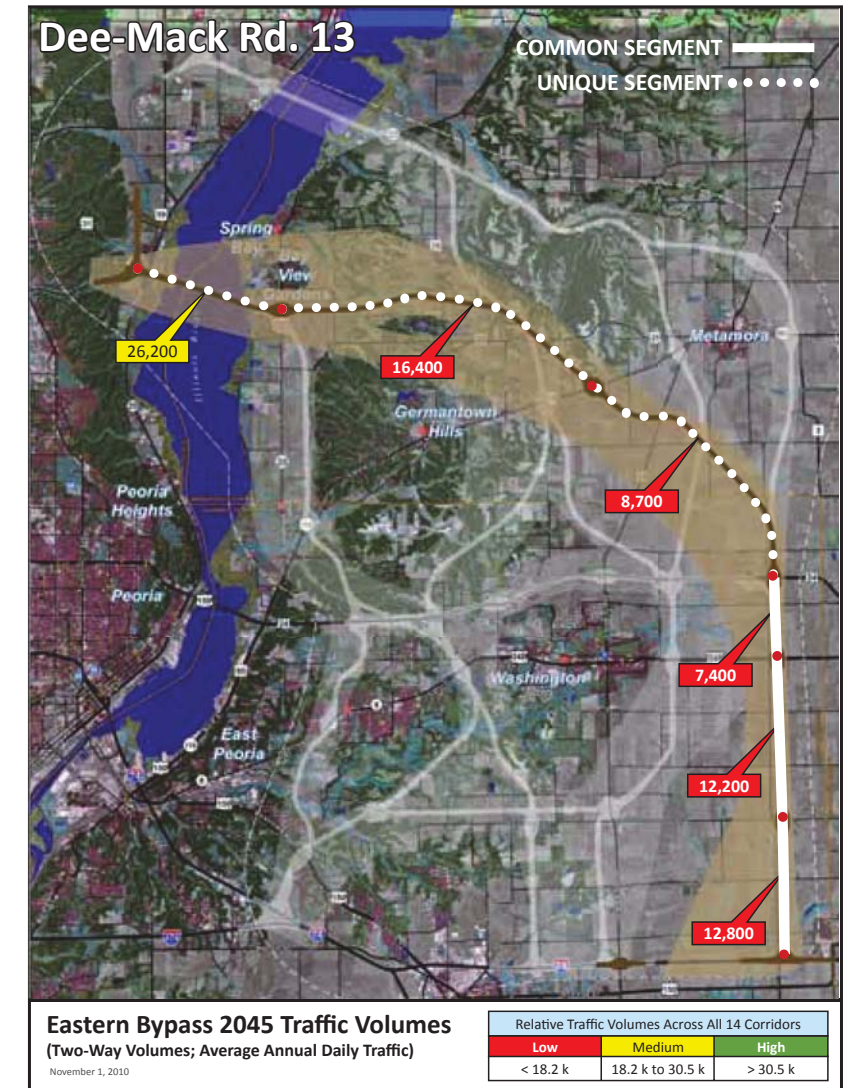 Dee-Mack Rd. 13
COMMON SEGMENT
UNIQUE SEGMENT
Spring
Bay
View
26,200
16,400
Metamora
Germantown
Hills
8,700
Peoria
Heights
Peoria
7,400
Washington
East
Peoria
12,200
12,800
Eastern Bypass 2045 Traffic Volumes
(Two-Way Volumes; Average Annual Daily Traffic)
November 1, 2010
Relative Traffic Volumes Across All 14 Corridors
Low Medium High
< 18.2 k 18.2 k to 30.5 k > 30.5 k